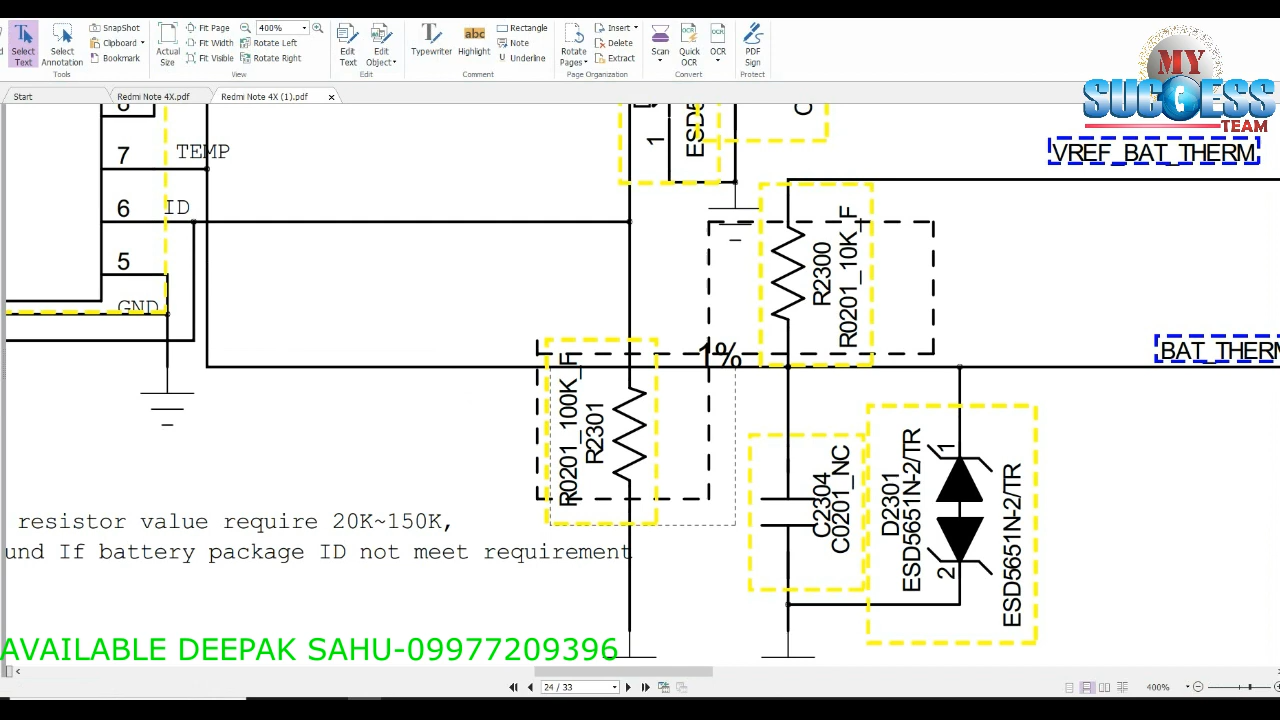 SnapShot
Clipboard
Bookmark
Select Text
Select Annotation
Tools
Actual Size
Fit Page
Fit Width
Fit Visible
400%
Rotate Left
Rotate Right
View
Edit Text
Edit Object
Edit
Typewriter
abc
Highlight
Rectangle
Note
Underline
Comment
Rotate Pages
Insert
Delete
Extract
Page Organization
Scan
Quick OCR
OCR
Convert
PDF Sign
Protect
MY
SUCCESS
TEAM
Start
Redmi Note 4X.pdf
Redmi Note 4X (1).pdf
7
TEMP
6
ID
5
GND
1
VREF_BAT_THERM
R2300
R0201_10K_F
1%
R0201_100K_F
R2301
C2304
C0201_NC
D2301
ESD5651N-2/TR
1
2
ESD5651N-2/TR
resistor value require 20K~150K,
und If battery package ID not meet requirement
AVAILABLE DEEPAK SAHU-09977209396
24 / 33
400%